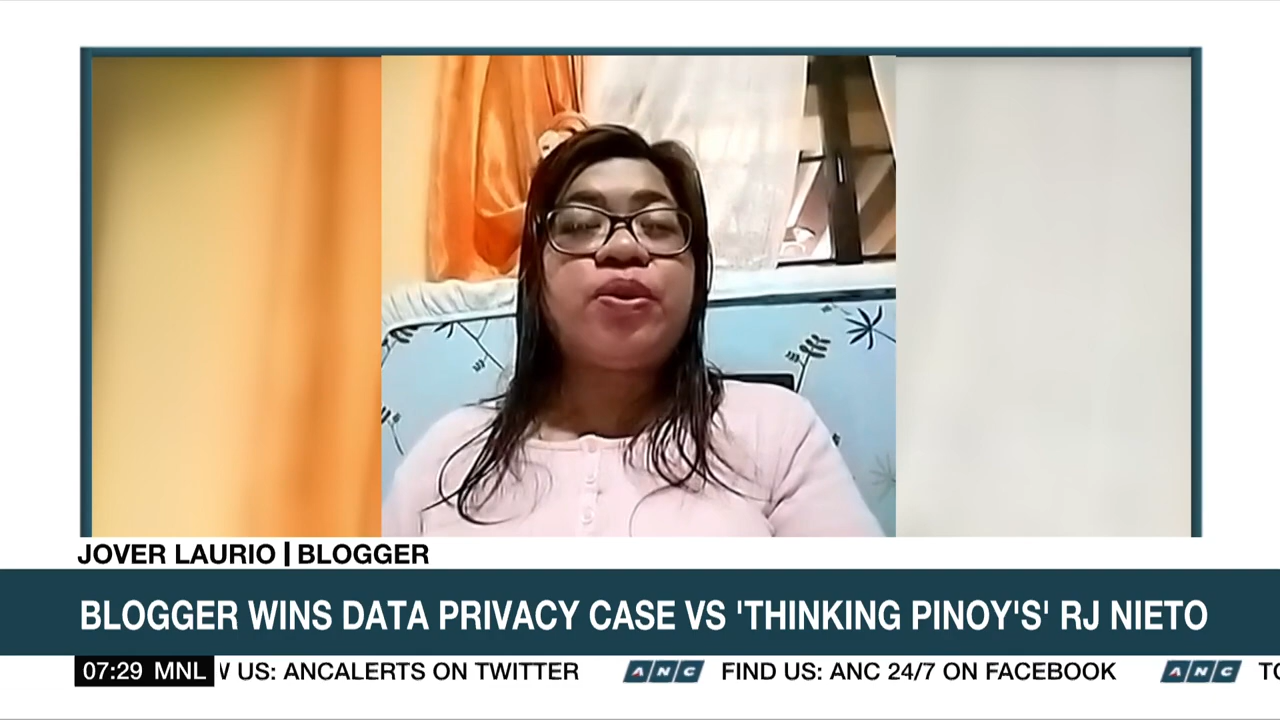 JOVER LAURIO | BLOGGER
BLOGGER WINS DATA PRIVACY CASE VS 'THINKING PINOY'S' RJ NIETO
07:29 MNL W US: ANCALERTS ON TWITTER ANC FIND US: ANC 24/7 ON FACEBOOK ANC TO